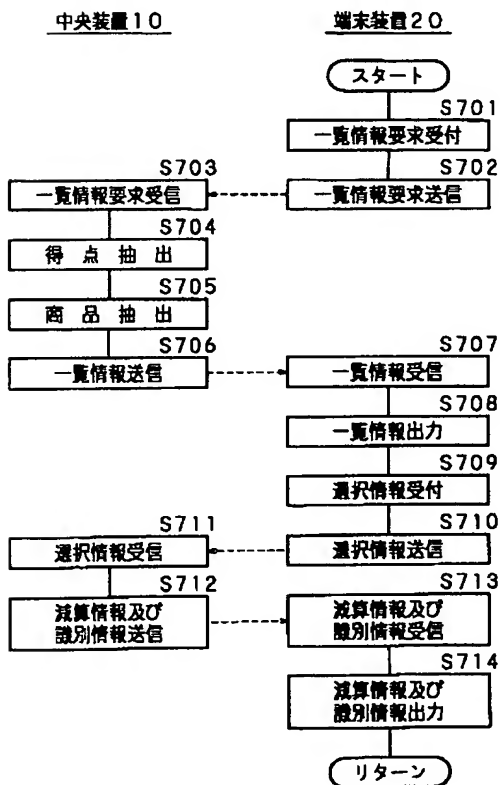 中央装置10
端末装置20
スタート
S701
一覧情報要求受付
S702
一覧情報要求送信
S703
一覧情報要求受信
S704
得点抽出
S705
商品抽出
S706
一覧情報送信
S707
一覧情報受信
S708
一覧情報出力
S709
選択情報受付
S710
選択情報送信
S711
選択情報受信
S712
減算情報及び
識別情報送信
S713
減算情報及び
識別情報受信
S714
減算情報及び
識別情報出力
リターン